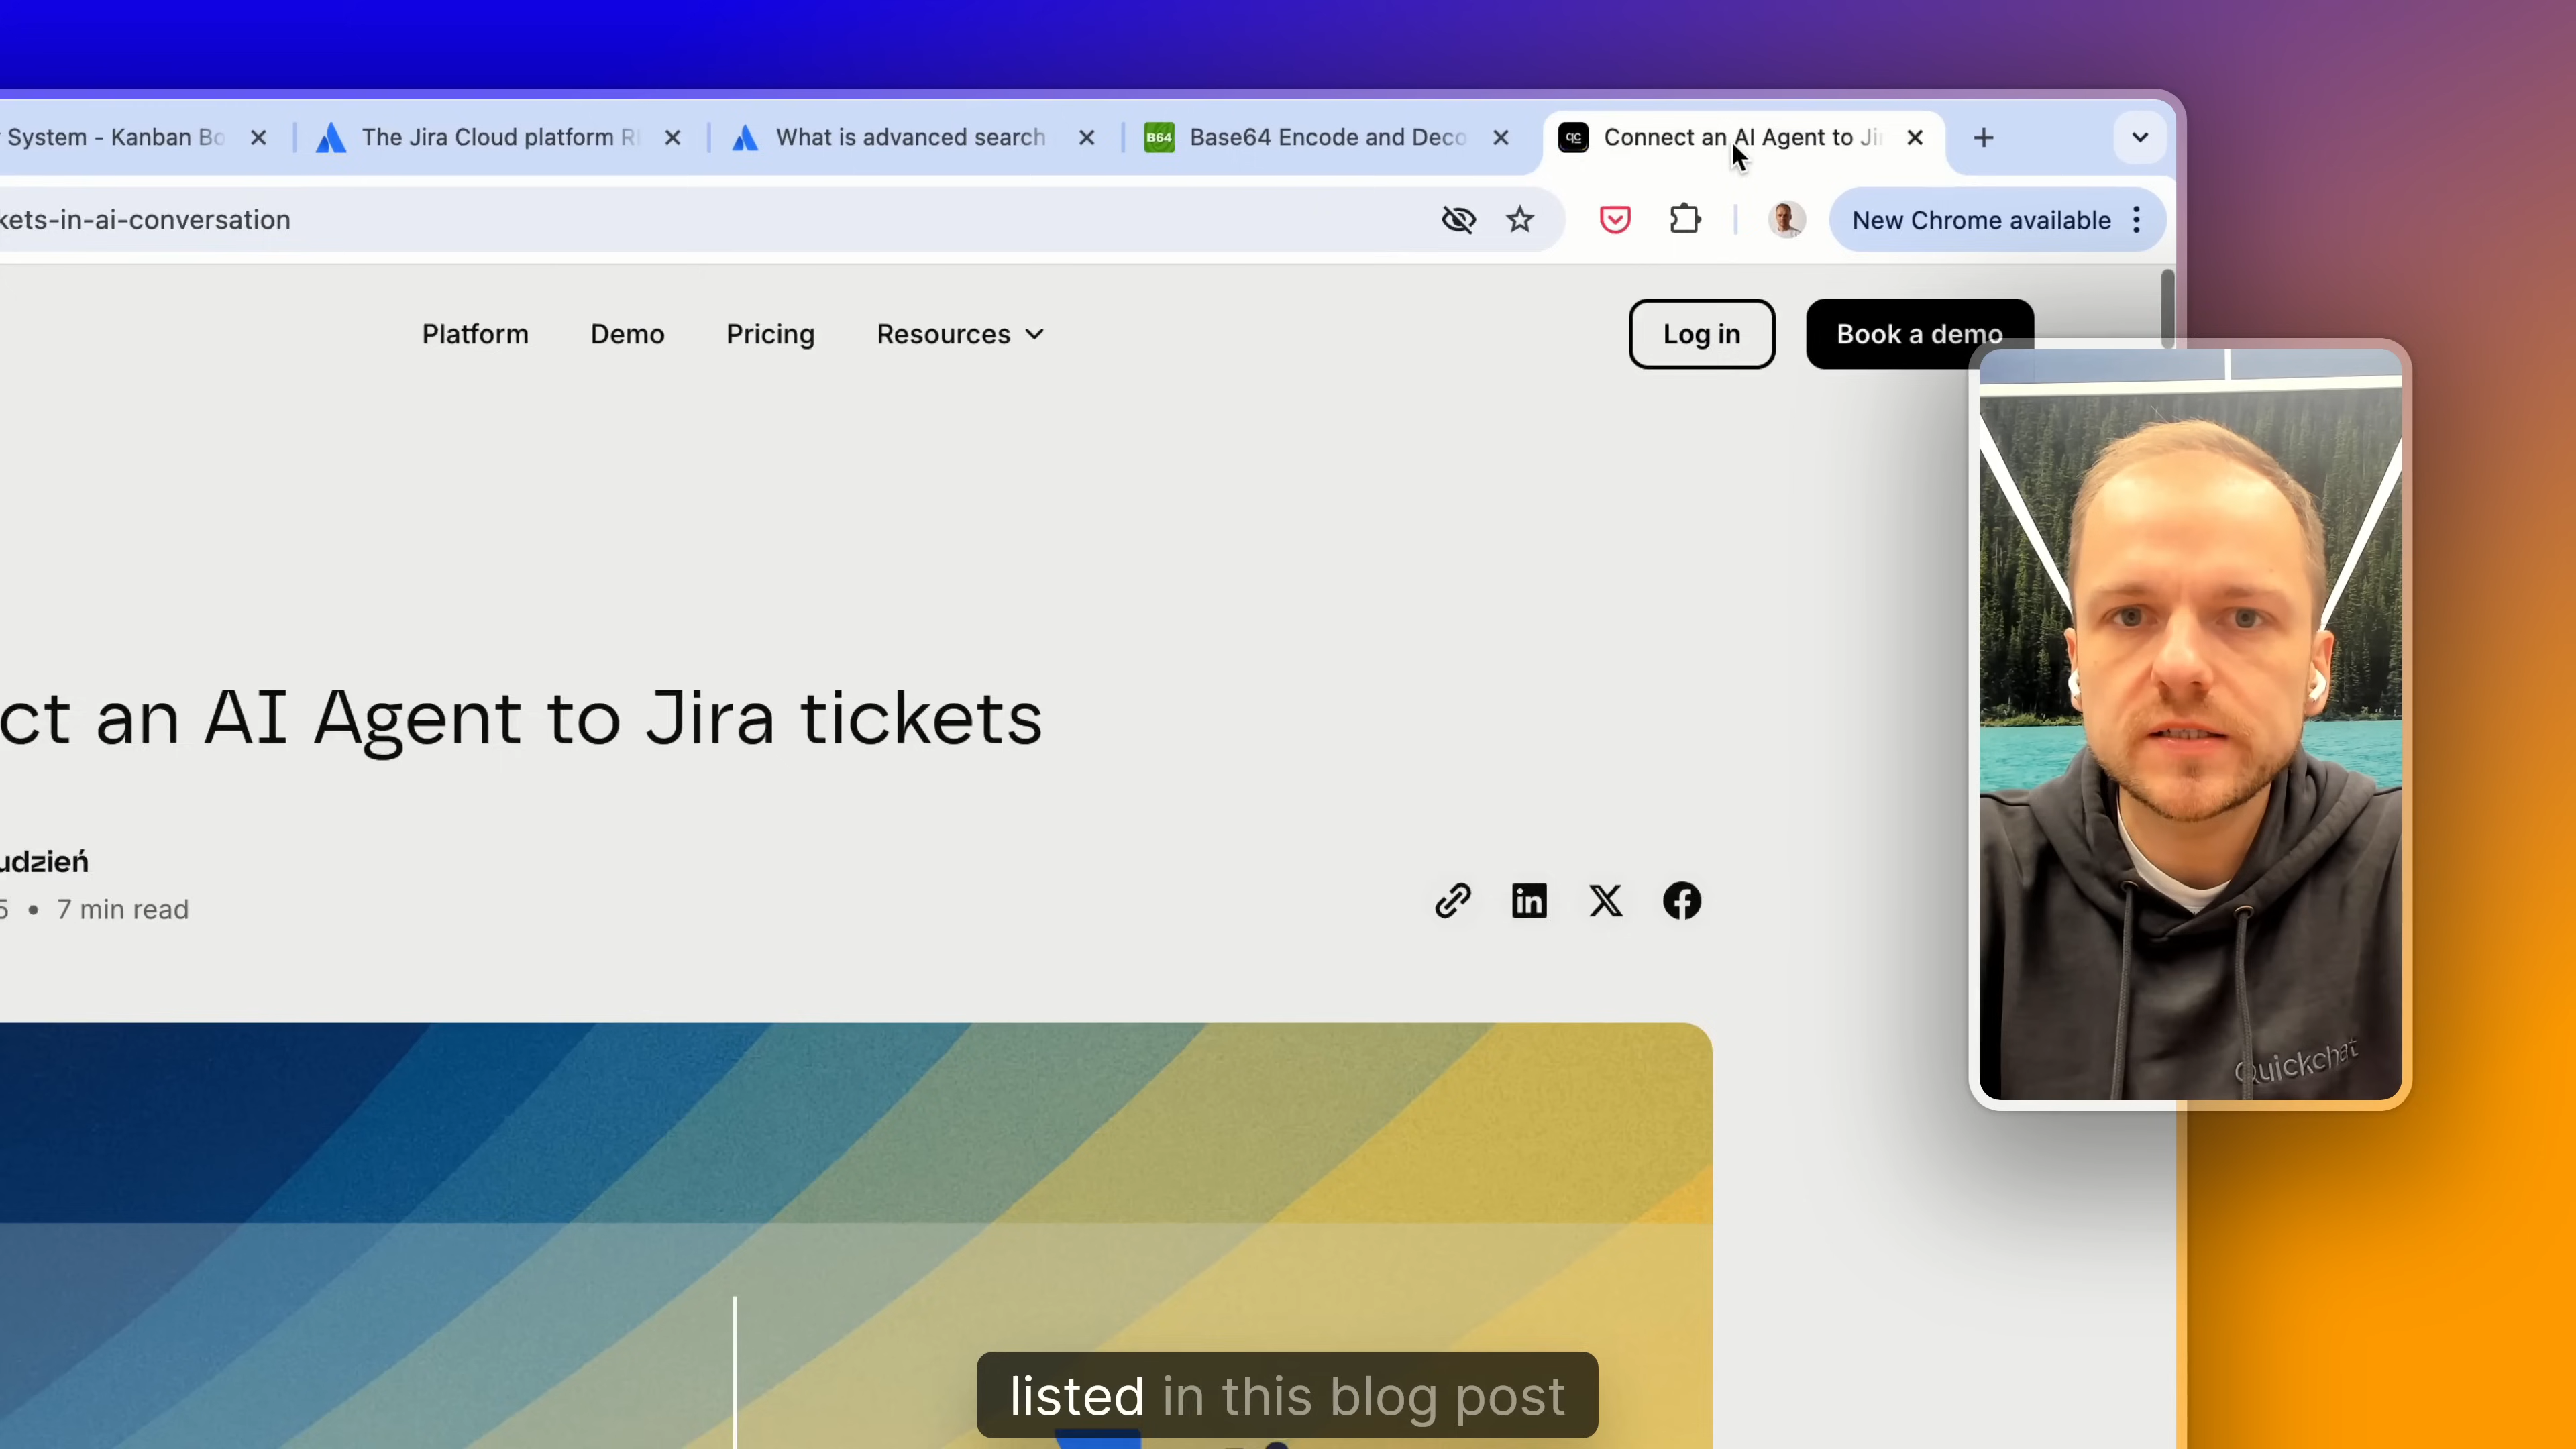 System - Kanban Bo
The Jira Cloud platform R
What is advanced search
B64 Base64 Encode and Deco
qc Connect an AI Agent to Ji
kets-in-ai-conversation
New Chrome available
Platform Demo Pricing Resources
Log in
Book a demo
ct an AI Agent to Jira tickets
udzień
5 • 7 min read
Quickchat
listed in this blog post